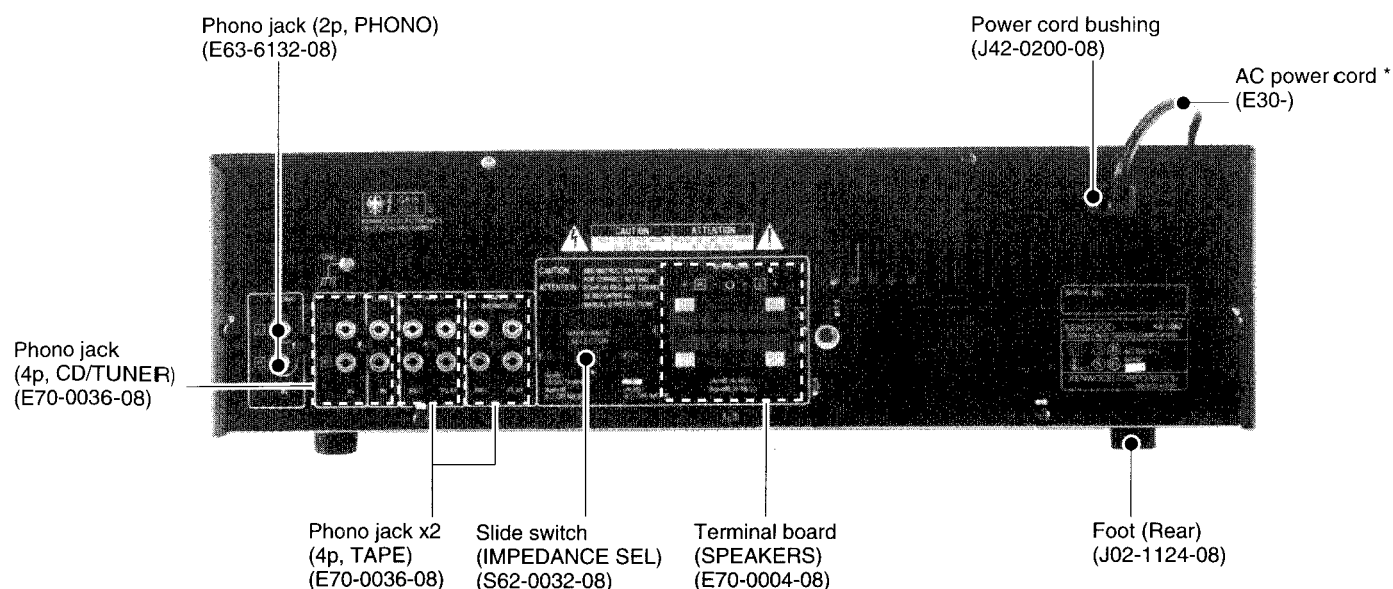 Phono jack (2p, PHONO)
(E63-6132-08)
Power cord bushing
(J42-0200-08)
AC power cord *
(E30-)
CAUTION
ATTENTION
CAUTION
ATTENTION
Phono jack
(4p, CD/TUNER)
(E70-0036-08)
Phono jack x2
(4p, TAPE)
(E70-0036-08)
Slide switch
(IMPEDANCE SEL)
(S62-0032-08)
Terminal board
(SPEAKERS)
(E70-0004-08)
Foot (Rear)
(J02-1124-08)